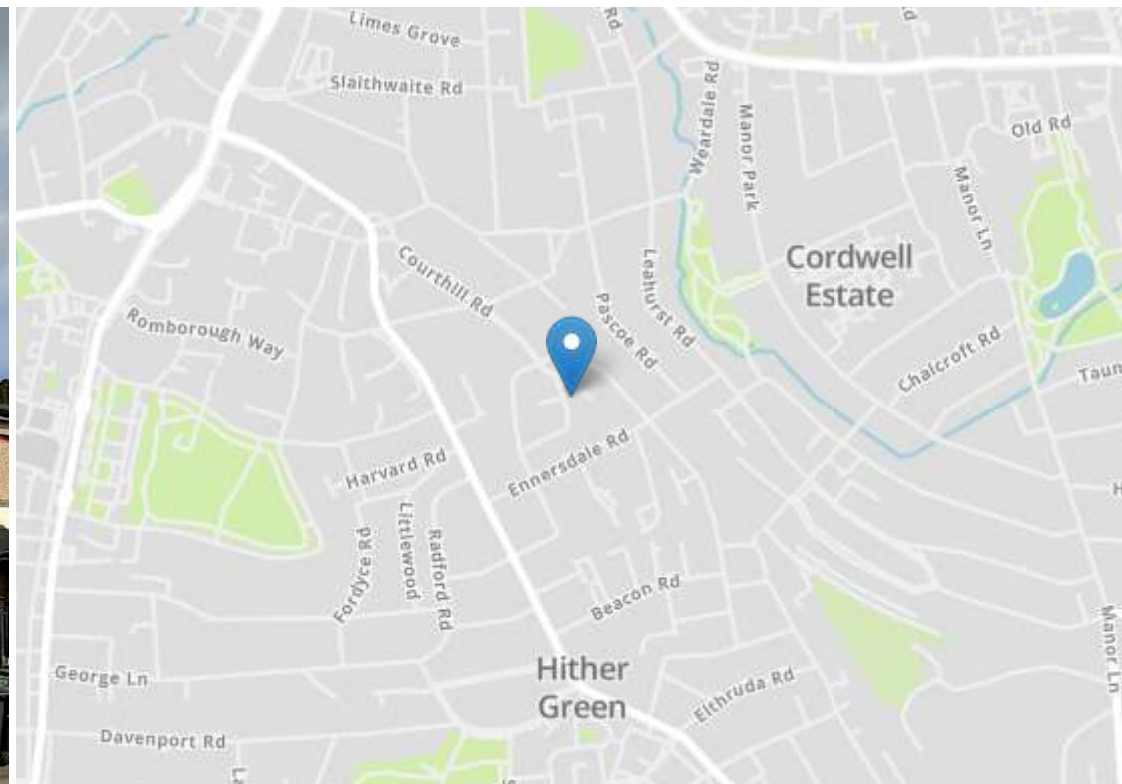 Limes Grove
Rd
Rd
Slaithwaite Rd
Weardale Rd
Manor Park
Old Rd
Manor Ln
Cordwell
Estate
Courthill Rd
Leahurst Rd
Pascoe Rd
Romborough Way
Chalcroft Rd
Taun
Ennersdale Rd
Harvard Rd
H
Fordyce Rd
Littlewood
Radford Rd
Beacon Rd
Manor Ln
Hither
Green
George Ln
Elthruda Rd
Davenport Rd